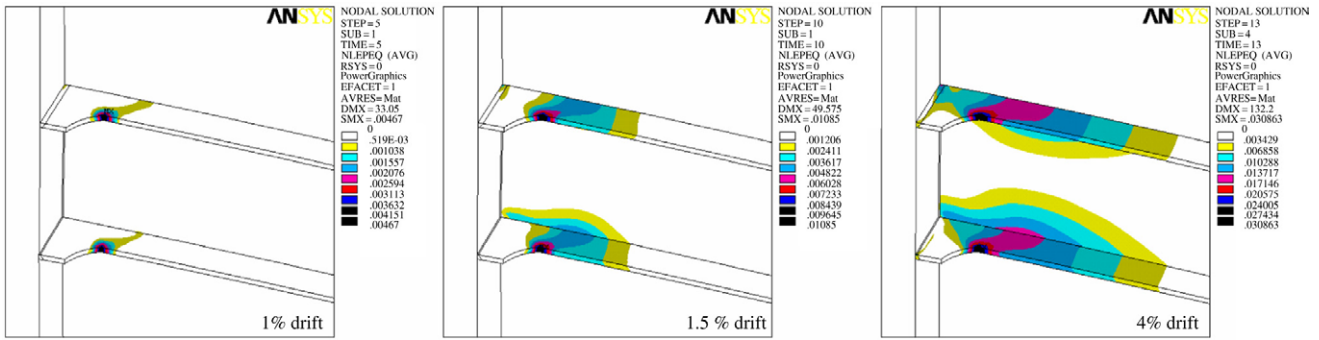 ANSYS
NODAL SOLUTION
STEP=5
SUB=1
TIME=5
NLEPEQ (AVG)
RSYS=0
PowerGraphics
EFACET=1
AVRES=Mat
DMX=33.05
SMX=.00467
0
.519E-03
.001038
.001557
.002076
.002594
.003113
.003632
.004151
.00467
1% drift
ANSYS
NODAL SOLUTION
STEP=10
SUB=1
TIME=10
NLEPEQ (AVG)
RSYS=0
PowerGraphics
EFACET=1
AVRES=Mat
DMX=49.575
SMX=.01085
0
.001206
.002411
.003617
.004822
.006028
.007233
.008439
.009645
.01085
1.5 % drift
ANSYS
NODAL SOLUTION
STEP=13
SUB=4
TIME=13
NLEPEQ (AVG)
RSYS=0
PowerGraphics
EFACET=1
AVRES=Mat
DMX=132.2
SMX=.030863
0
.003429
.006858
.010288
.013717
.017146
.020575
.024005
.027434
.030863
4% drift